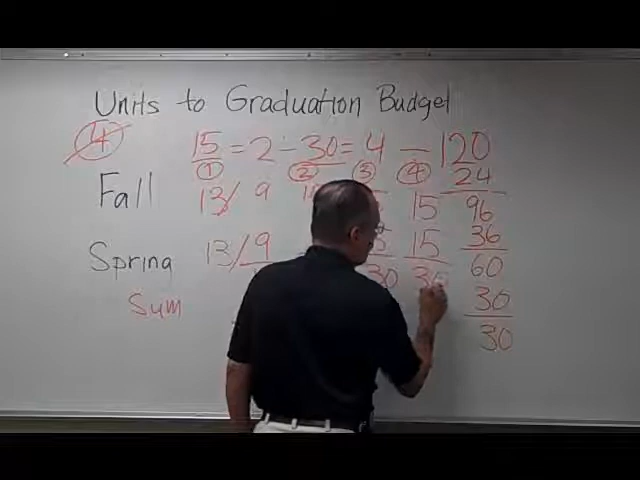 Units to Graduation Budget
4 15 = 2 ÷ 30 = 4 — 120
1 2 3 4 24
Fall 13/ 9 15 96
36
Spring 13/9 15 60
Sum 30 30 30
30